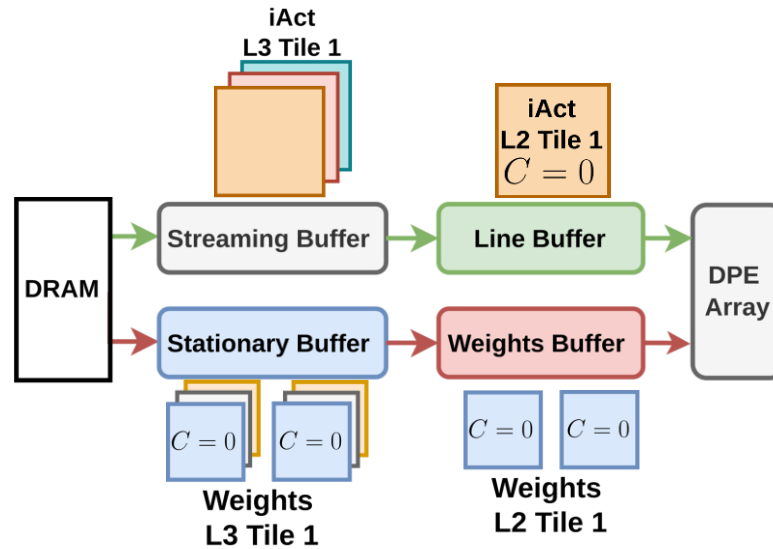 iAct
L3 Tile 1
iAct
L2 Tile 1
C = 0
DRAM
Streaming Buffer
Line Buffer
DPE
Array
Stationary Buffer
Weights Buffer
C = 0
C = 0
C = 0
C = 0
Weights
L3 Tile 1
Weights
L2 Tile 1